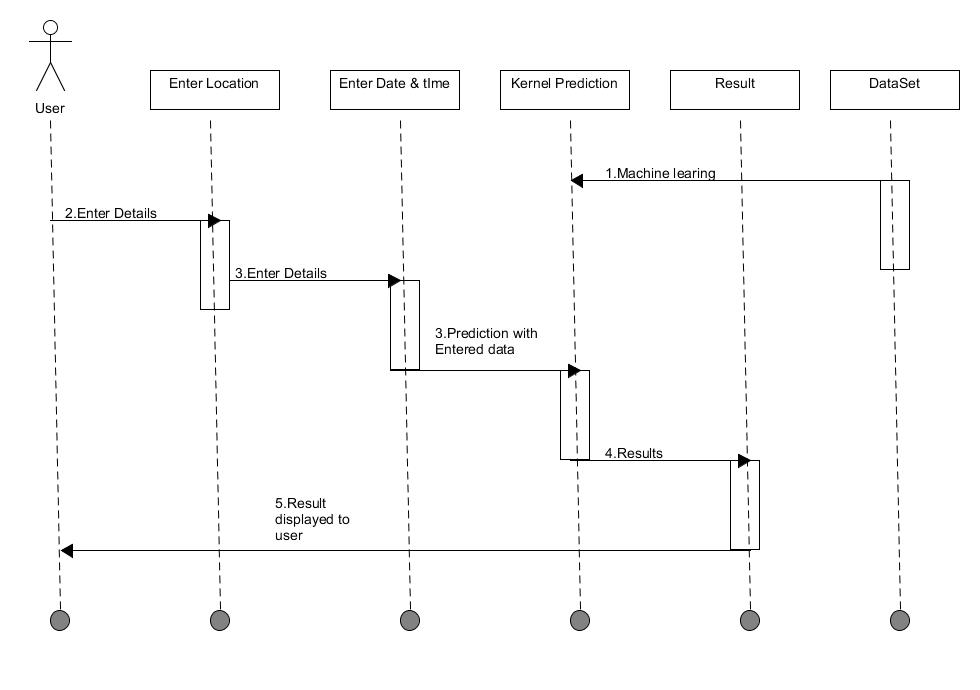 User
Enter Location
Enter Date & tIme
Kernel Prediction
Result
DataSet
1.Machine learing
2.Enter Details
3.Enter Details
3.Prediction with
Entered data
4.Results
5.Result
displayed to
user